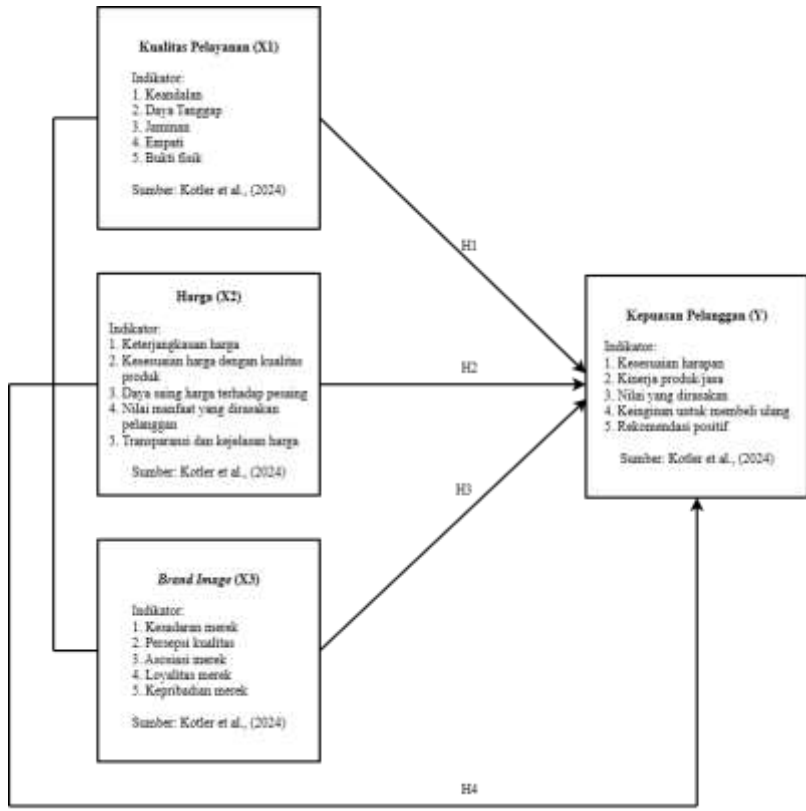 Kualitas Pelayanan (X1)
Indikator:
1. Keandalan
2. Daya Tanggap
3. Jaminan
4. Empati
5. Bukti fisik
Sumber: Kotler et al., (2024)
H1
Harga (X2)
Indikator:
1. Keterjangkauan harga
2. Kesesuaian harga dengan kualitas
produk
3. Daya saing harga terhadap pesaing
4. Nilai manfaat yang dirasakan
pelanggan
5. Transparansi dan kejelasan harga
Sumber: Kotler et al., (2024)
H2
Kepuasan Pelanggan (Y)
Indikator:
1. Kesesuaian harapan
2. Kinerja produk jasa
3. Nilai yang dirasakan
4. Keinginan untuk membeli ulang
5. Rekomendasi positif
Sumber: Kotler et al., (2024)
H3
Brand Image (X3)
Indikator:
1. Kesadaran merek
2. Persepsi kualitas
3. Asosiasi merek
4. Loyalitas merek
5. Kepribadian merek
Sumber: Kotler et al., (2024)
H4